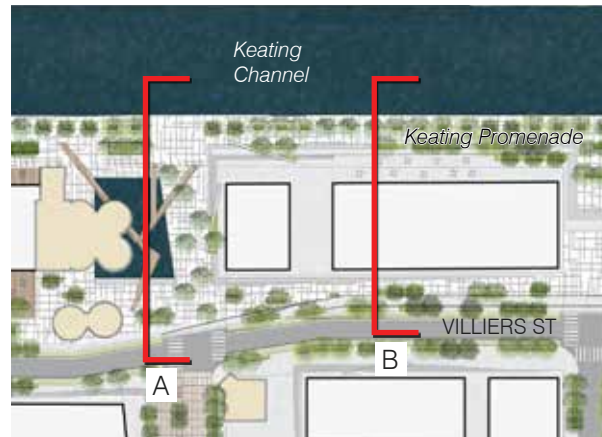 Keating
Channel
Keating Promenade
VILLIERS ST
A
B